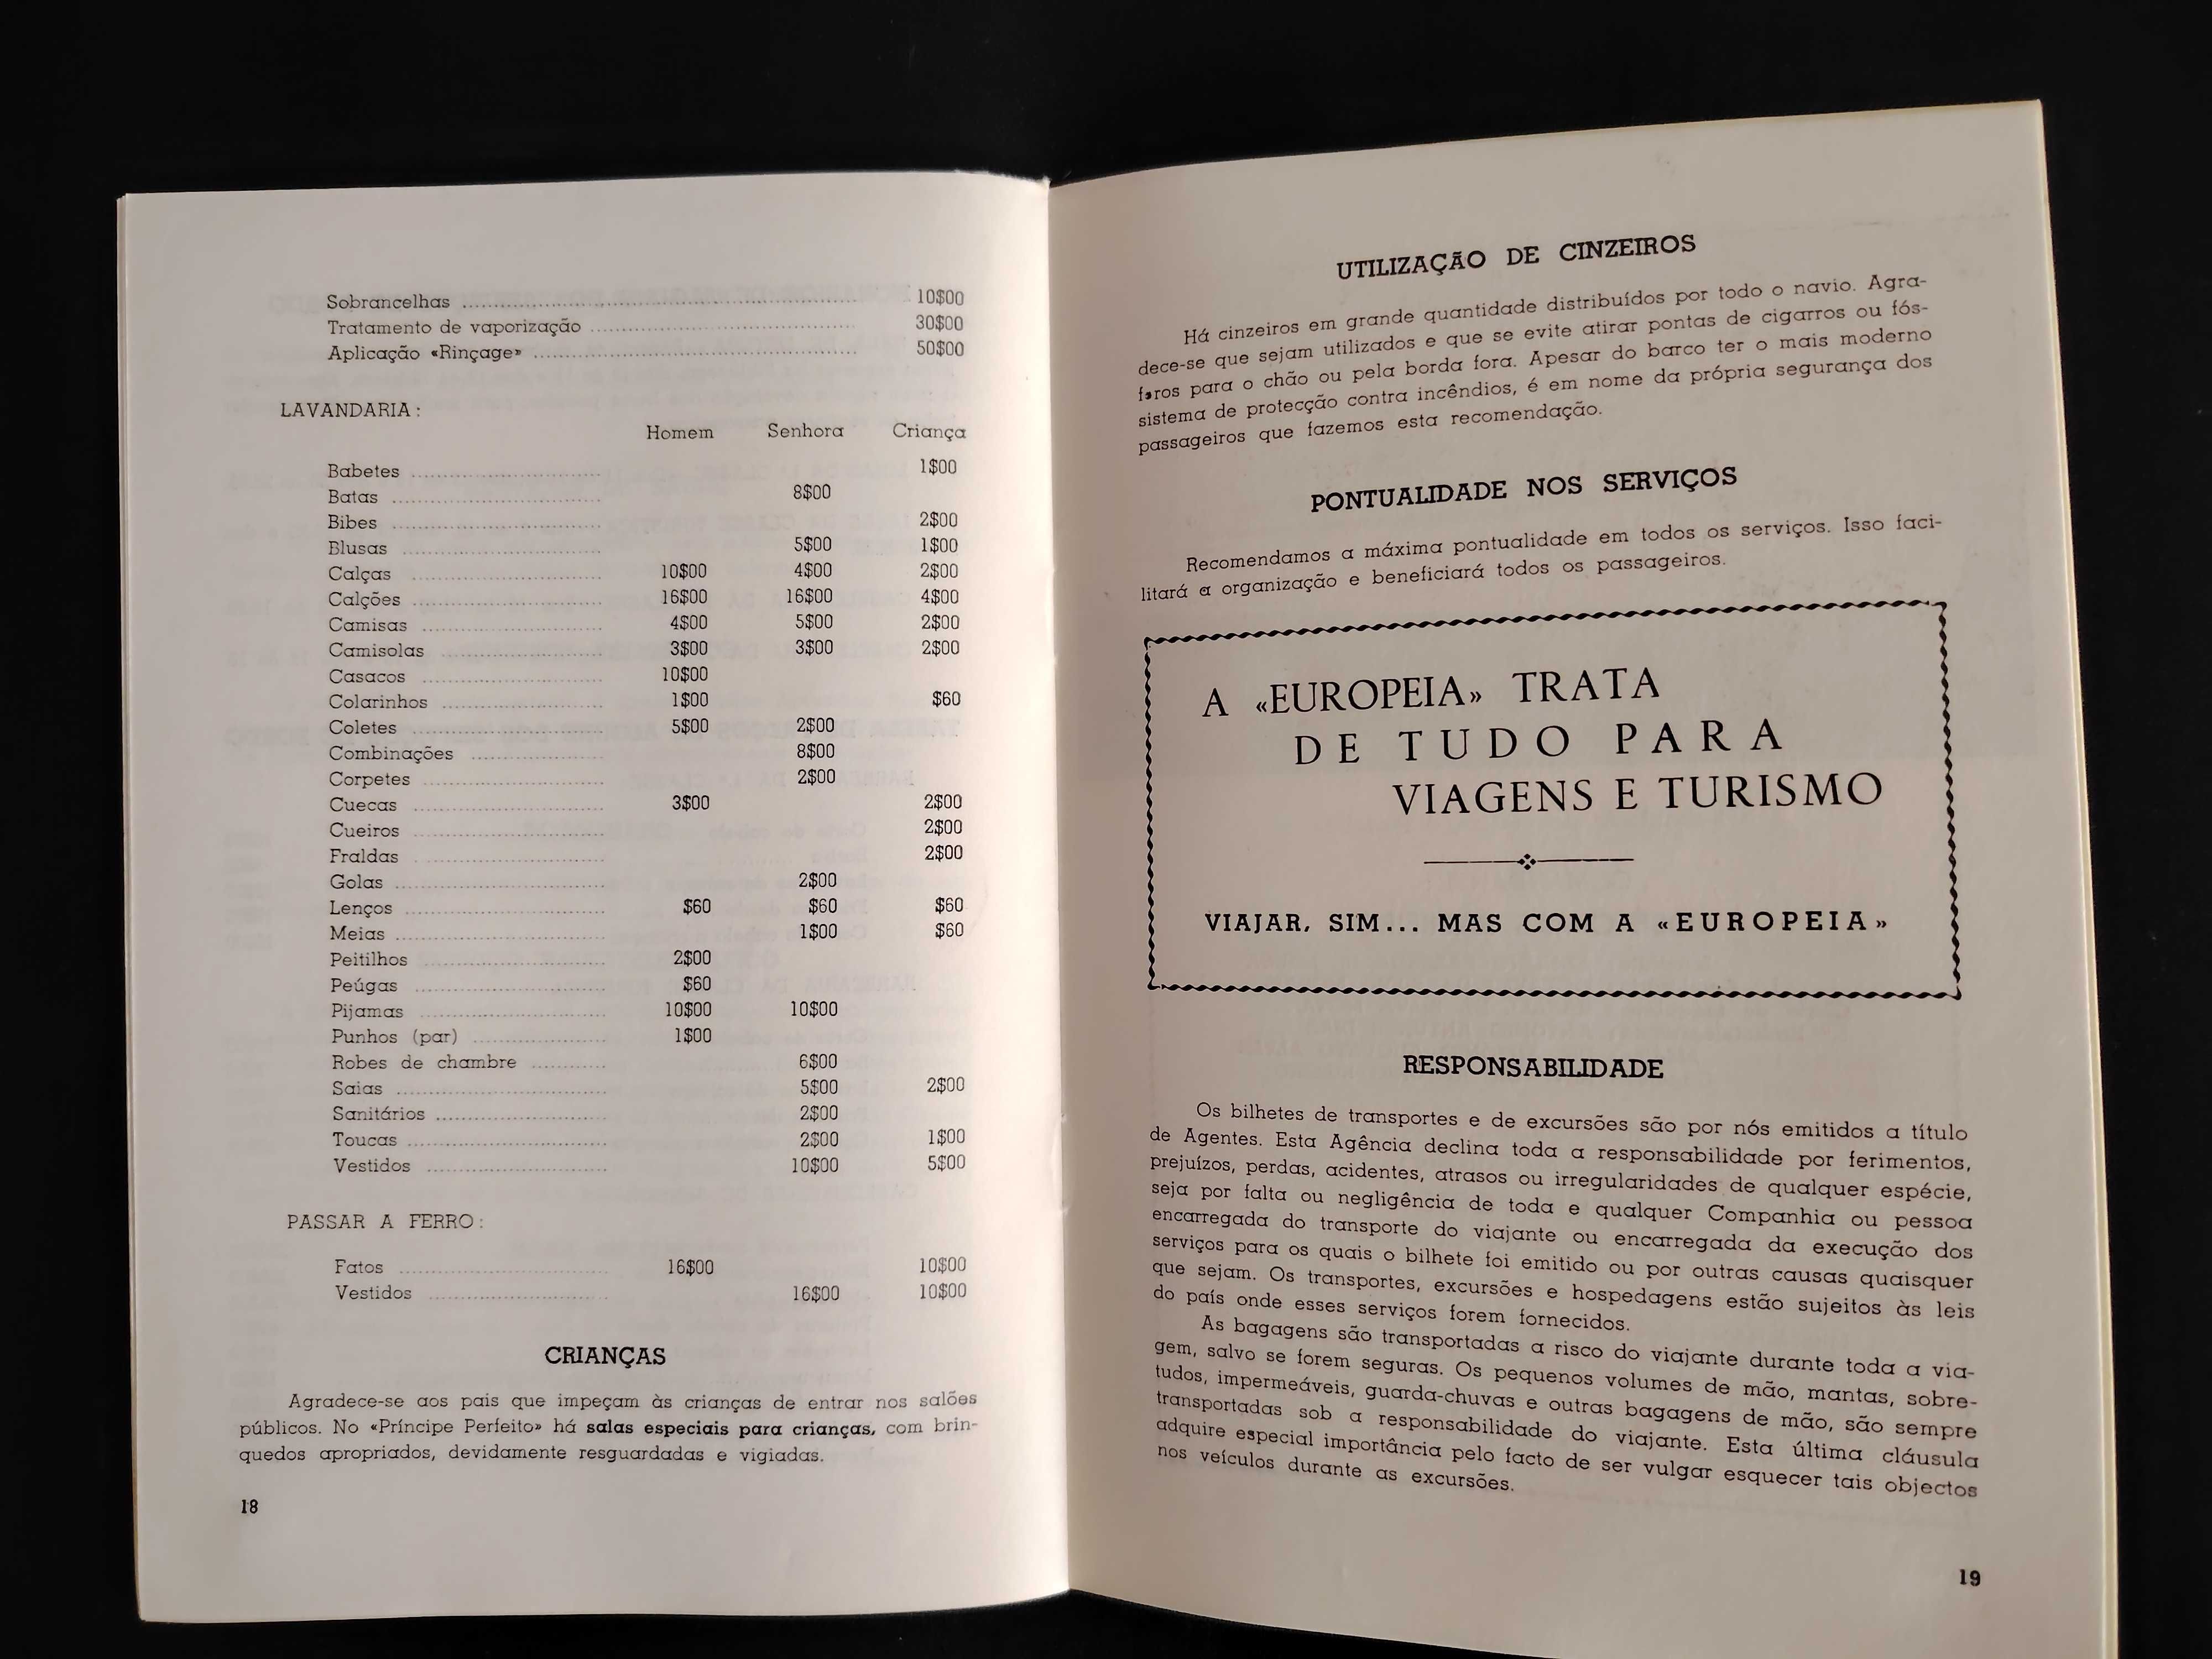 Sobrancelhas ........ 10$00
Tratamento de vaporização ........ 30$00
Aplicação «Rinçage» ........ 50$00
LAVANDARIA:
Homem Senhora Criança
Babetes ........ 1$00
Batas ........ 8$00
Bibes ........ 2$00
Blusas ........ 5$00 1$00
Calças ........ 10$00 4$00 2$00
Calções ........ 16$00 16$00 4$00
Camisas ........ 4$00 5$00 2$00
Camisolas ........ 3$00 3$00 2$00
Casacos ........ 10$00
Colarinhos ........ 1$00 $60
Coletes ........ 5$00 2$00
Combinações ........ 8$00
Corpetes ........ 2$00
Cuecas ........ 3$00 2$00
Cueiros ........ 2$00
Fraldas ........ 2$00
Golas ........ 2$00
Lenços ........ $60 $60 $60
Meias ........ 1$00 $60
Peitilhos ........ 2$00
Peúgas ........ $60
Pijamas ........ 10$00 10$00
Punhos (par) ........ 1$00
Robes de chambre ........ 6$00
Saias ........ 5$00 2$00
Sanitários ........ 2$00
Toucas ........ 2$00 1$00
Vestidos ........ 10$00 5$00
PASSAR A FERRO:
Fatos ........ 16$00 10$00
Vestidos ........ 16$00 10$00
CRIANÇAS
Agradece-se aos pais que impeçam às crianças de entrar nos salões
públicos. No «Príncipe Perfeito» há salas especiais para crianças, com brin-
quedos apropriados, devidamente resguardadas e vigiadas.
18
UTILIZAÇÃO DE CINZEIROS
Há cinzeiros em grande quantidade distribuídos por todo o navio. Agra-
dece-se que sejam utilizados e que se evite atirar pontas de cigarros ou fós-
foros para o chão ou pela borda fora. Apesar do barco ter o mais moderno
sistema de protecção contra incêndios, é em nome da própria segurança dos
passageiros que fazemos esta recomendação.
PONTUALIDADE NOS SERVIÇOS
Recomendamos a máxima pontualidade em todos os serviços. Isso faci-
litará a organização e beneficiará todos os passageiros.
A «EUROPEIA» TRATA
DE TUDO PARA
VIAGENS E TURISMO
VIAJAR, SIM... MAS COM A «EUROPEIA»
RESPONSABILIDADE
Os bilhetes de transportes e de excursões são por nós emitidos a título
de Agentes. Esta Agência declina toda a responsabilidade por ferimentos,
prejuízos, perdas, acidentes, atrasos ou irregularidades de qualquer espécie,
seja por falta ou negligência de toda e qualquer Companhia ou pessoa
encarregada do transporte do viajante ou encarregada da execução dos
serviços para os quais o bilhete foi emitido ou por outras causas quaisquer
que sejam. Os transportes, excursões e hospedagens estão sujeitos às leis
do país onde esses serviços forem fornecidos.
As bagagens são transportadas a risco do viajante durante toda a via-
gem, salvo se forem seguras. Os pequenos volumes de mão, mantas, sobre-
tudos, impermeáveis, guarda-chuvas e outras bagagens de mão, são sempre
transportadas sob a responsabilidade do viajante. Esta última cláusula
adquire especial importância pelo facto de ser vulgar esquecer tais objectos
nos veículos durante as excursões.
19